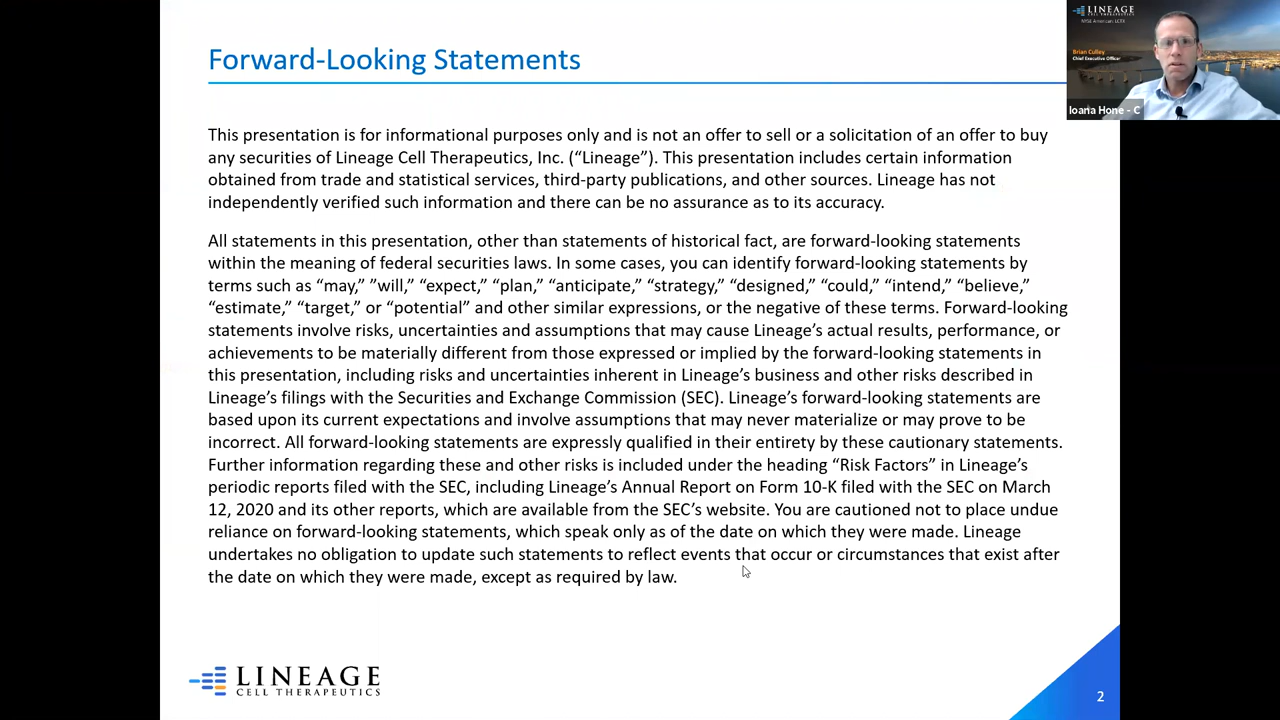 Forward-Looking Statements
This presentation is for informational purposes only and is not an offer to sell or a solicitation of an offer to buy
any securities of Lineage Cell Therapeutics, Inc. (“Lineage”). This presentation includes certain information
obtained from trade and statistical services, third-party publications, and other sources. Lineage has not
independently verified such information and there can be no assurance as to its accuracy.
All statements in this presentation, other than statements of historical fact, are forward-looking statements
within the meaning of federal securities laws. In some cases, you can identify forward-looking statements by
terms such as “may,” ”will,” “expect,” “plan,” “anticipate,” “strategy,” “designed,” “could,” “intend,” “believe,”
“estimate,” “target,” or “potential” and other similar expressions, or the negative of these terms. Forward-looking
statements involve risks, uncertainties and assumptions that may cause Lineage’s actual results, performance, or
achievements to be materially different from those expressed or implied by the forward-looking statements in
this presentation, including risks and uncertainties inherent in Lineage’s business and other risks described in
Lineage’s filings with the Securities and Exchange Commission (SEC). Lineage’s forward-looking statements are
based upon its current expectations and involve assumptions that may never materialize or may prove to be
incorrect. All forward-looking statements are expressly qualified in their entirety by these cautionary statements.
Further information regarding these and other risks is included under the heading “Risk Factors” in Lineage’s
periodic reports filed with the SEC, including Lineage’s Annual Report on Form 10-K filed with the SEC on March
12, 2020 and its other reports, which are available from the SEC’s website. You are cautioned not to place undue
reliance on forward-looking statements, which speak only as of the date on which they were made. Lineage
undertakes no obligation to update such statements to reflect events that occur or circumstances that exist after
the date on which they were made, except as required by law.
LINEAGE
CELL THERAPEUTICS
2
LINEAGE
CELL THERAPEUTICS
NYSE American: LCTX
Brian Culley
Chief Executive Officer
Ioana Hone - C